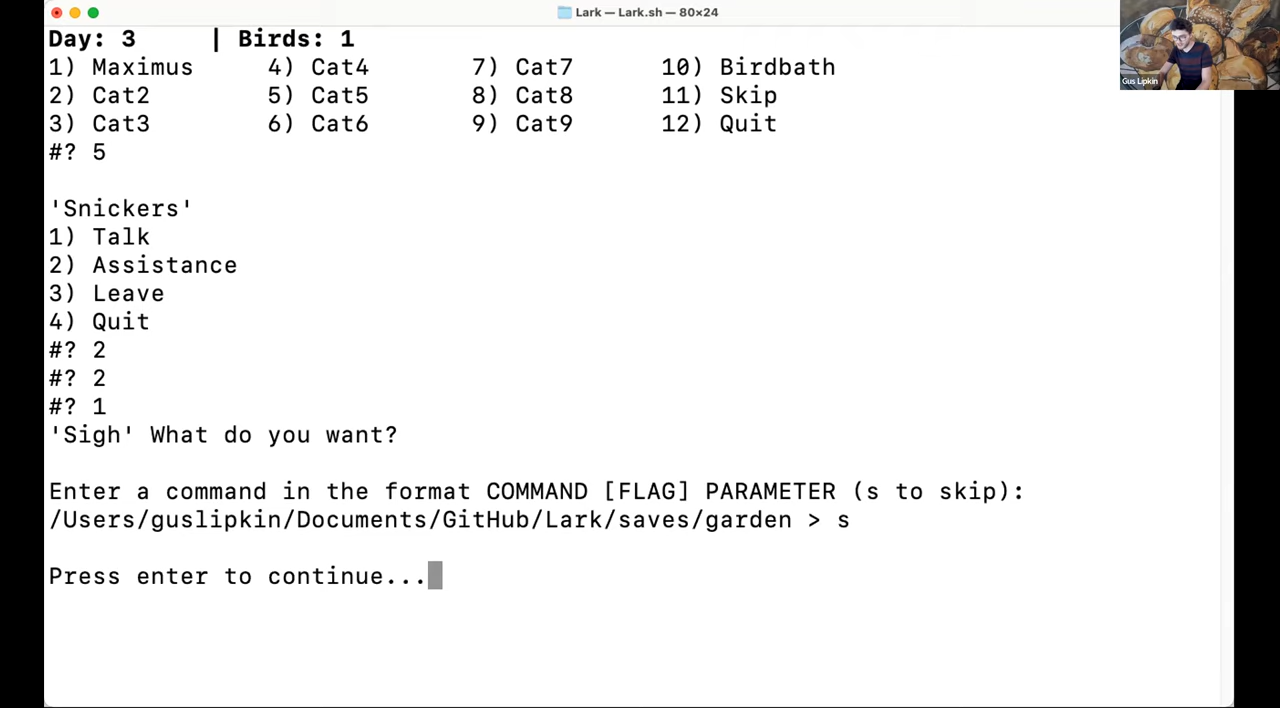 Lark — Lark.sh — 80×24
Gus Lipkin
Day: 3 | Birds: 1
1) Maximus 4) Cat4 7) Cat7 10) Birdbath
2) Cat2 5) Cat5 8) Cat8 11) Skip
3) Cat3 6) Cat6 9) Cat9 12) Quit
#? 5
'Snickers'
1) Talk
2) Assistance
3) Leave
4) Quit
#? 2
#? 2
#? 1
'Sigh' What do you want?
Enter a command in the format COMMAND [FLAG] PARAMETER (s to skip):
/Users/guslipkin/Documents/GitHub/Lark/saves/garden > s
Press enter to continue...